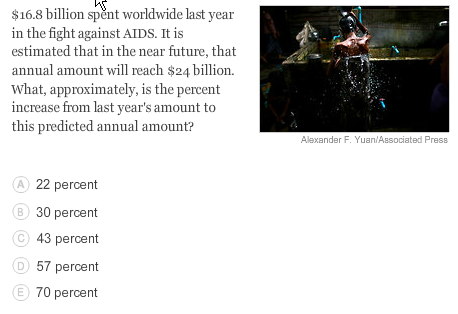 $16.8 billion spent worldwide last year
in the fight against AIDS. It is
estimated that in the near future, that
annual amount will reach $24 billion.
What, approximately, is the percent
increase from last year's amount to
this predicted annual amount?
Alexander F. Yuan/Associated Press
A 22 percent
B 30 percent
C 43 percent
D 57 percent
E 70 percent